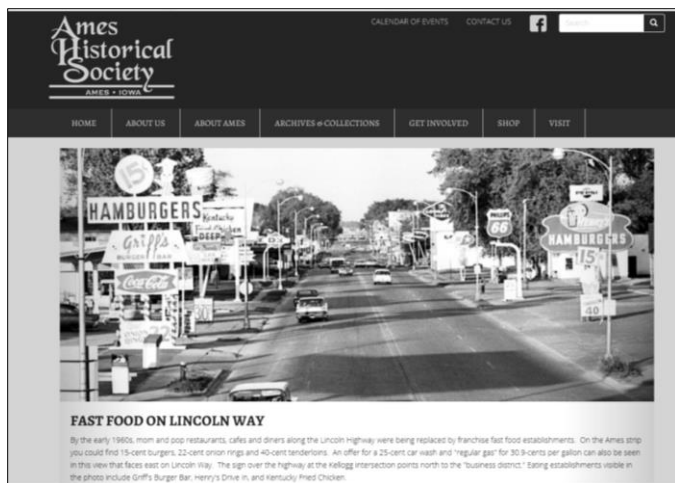 Ames
Historical
Society
AMES • IOWA
CALENDAR OF EVENTS CONTACT US
Search
HOME ABOUT US ABOUT AMES ARCHIVES & COLLECTIONS GET INVOLVED SHOP VISIT
15¢
HAMBURGERS
Kentucky
Fried Chicken
DEEP
Griff's
BURGER BAR
Coca-Cola
PHILLIPS
66
PEPSI
Henry's
HAMBURGERS
15¢
40
FAST FOOD ON LINCOLN WAY
By the early 1960s, mom and pop restaurants, cafes and diners along the Lincoln Highway were being replaced by franchise fast food establishments. On the Ames strip
you could find 15-cent burgers, 22-cent onion rings and 40-cent tenderloins. An offer for a 25-cent car wash and "regular gas" for 30.9-cents per gallon can also be seen
in this view that faces east on Lincoln Way. The sign over the highway at the Kellogg intersection points north to the "business district." Eating establishments visible in
the photo include Griff's Burger Bar, Henry's Drive In, and Kentucky Fried Chicken.